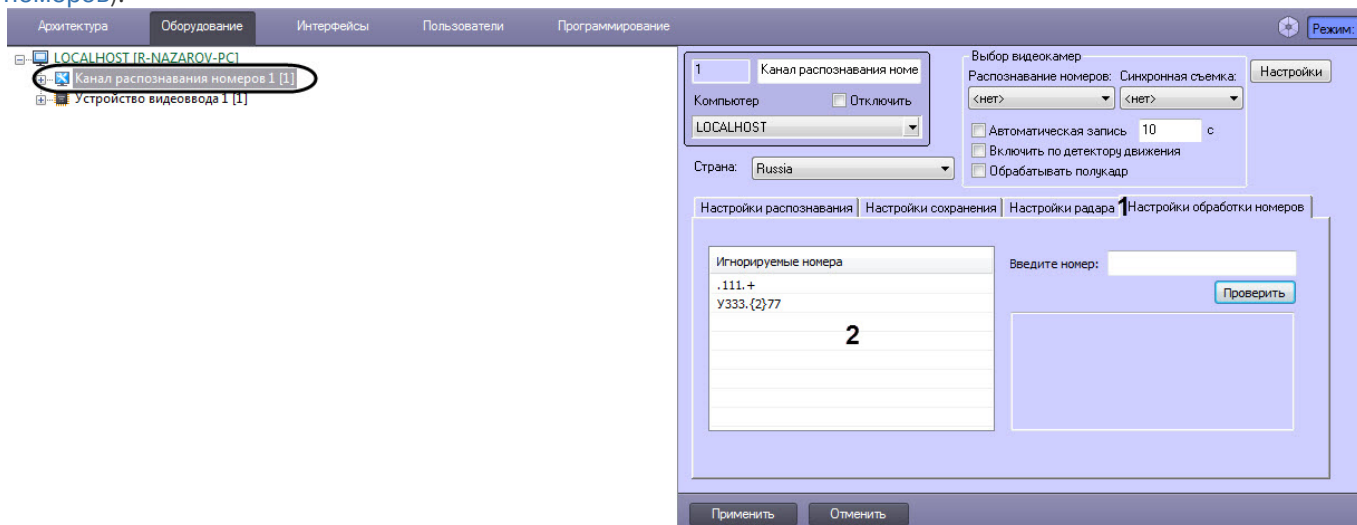 номеров).
Архитектура Оборудование Интерфейсы Пользователи Программирование Режим:
LOCALHOST [R-NAZAROV-PC]
Канал распознавания номеров 1 [1]
Устройство видеоввода 1 [1]
1 Канал распознавания номе
Компьютер Отключить
LOCALHOST
Страна: Russia
Выбор видеокамер
Распознавание номеров: Синхронная съемка:
<нет> <нет>
Автоматическая запись 10 с
Включить по детектору движения
Обрабатывать полукадр
Настройки
Настройки распознавания Настройки сохранения Настройки радара 1 Настройки обработки номеров
Игнорируемые номера
.111.+
У333.{2}77
2
Введите номер:
Проверить
Применить Отменить